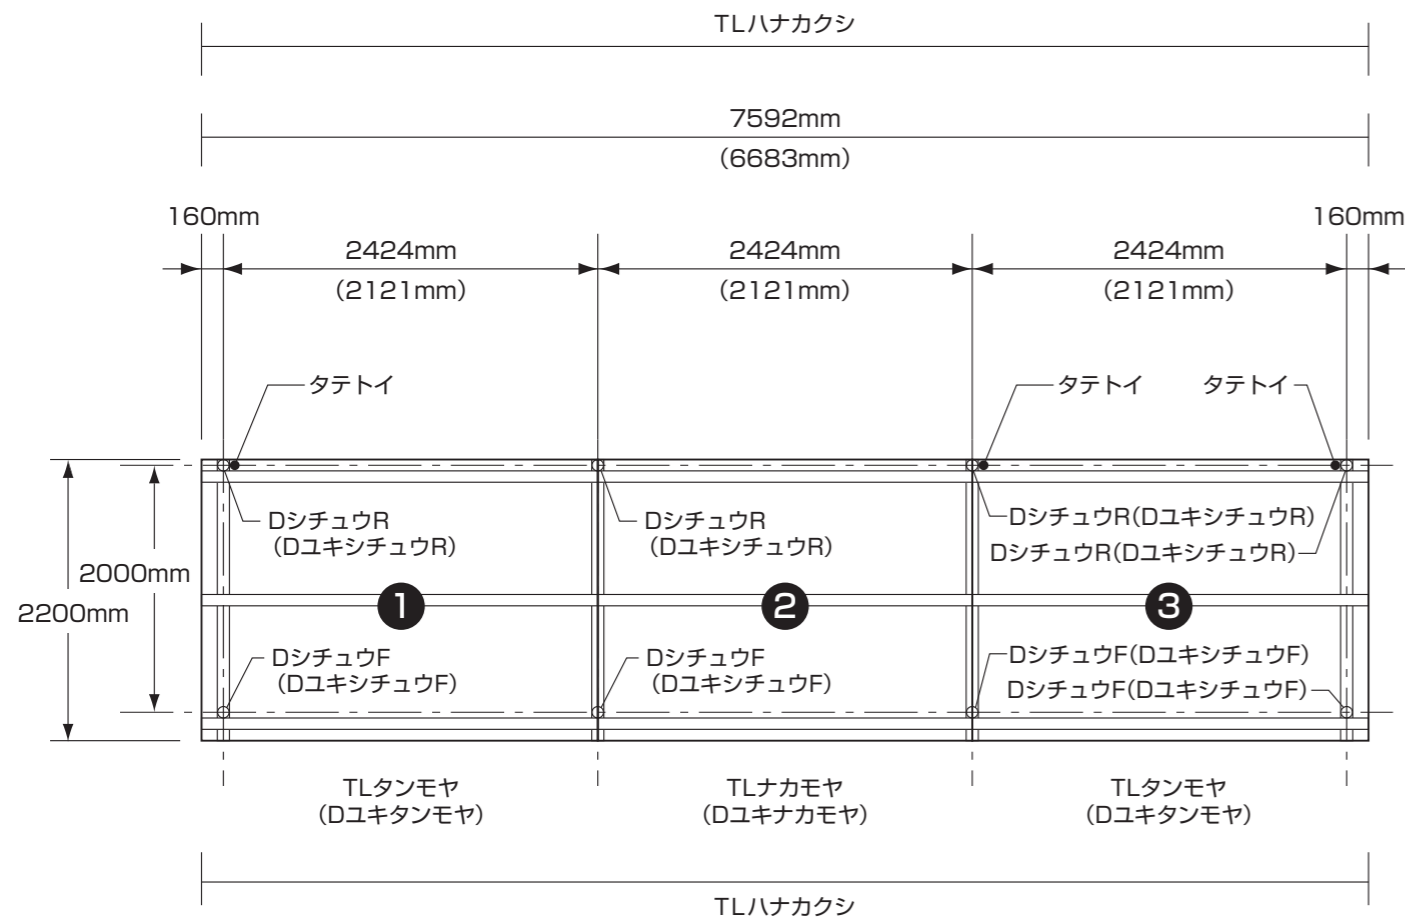 TLハナカクシ
7592mm
(6683mm)
160mm
160mm
2424mm
2424mm
2424mm
(2121mm)
(2121mm)
(2121mm)
タテトイ
タテトイ
タテトイ
DシチュウR
(DユキシチュウR)
DシチュウR
(DユキシチュウR)
DシチュウR(DユキシチュウR)
DシチュウR(DユキシチュウR)
2000mm
2200mm
1
2
3
DシチュウF
(DユキシチュウF)
DシチュウF
(DユキシチュウF)
DシチュウF(DユキシチュウF)
DシチュウF(DユキシチュウF)
TLタンモヤ
(Dユキタンモヤ)
TLナカモヤ
(Dユキナカモヤ)
TLタンモヤ
(Dユキタンモヤ)
TLハナカクシ